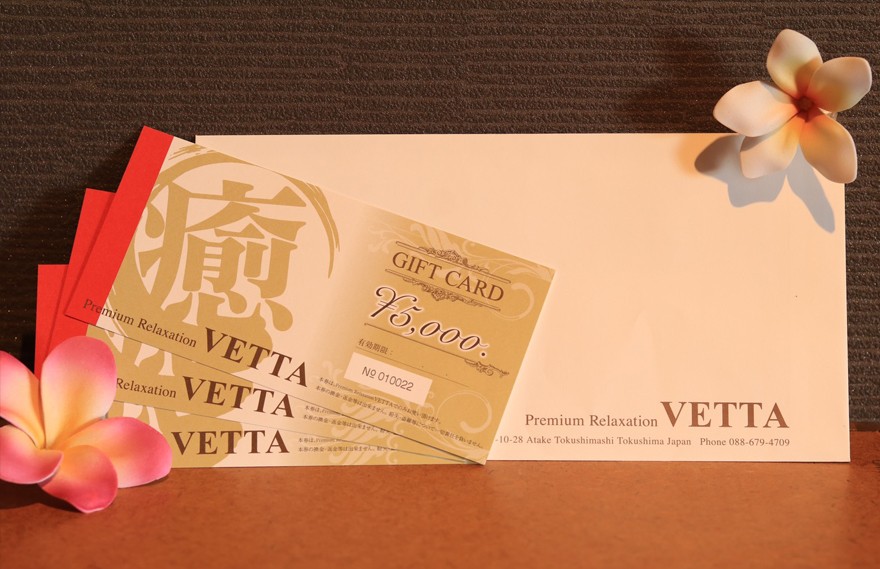 癒
GIFT CARD
¥5,000.
有効期限：
№ 010022
Premium Relaxation VETTA
Relaxation VETTA
VETTA
Premium Relaxation VETTA
-10-28 Atake Tokushimashi Tokushima Japan Phone 088-679-4709